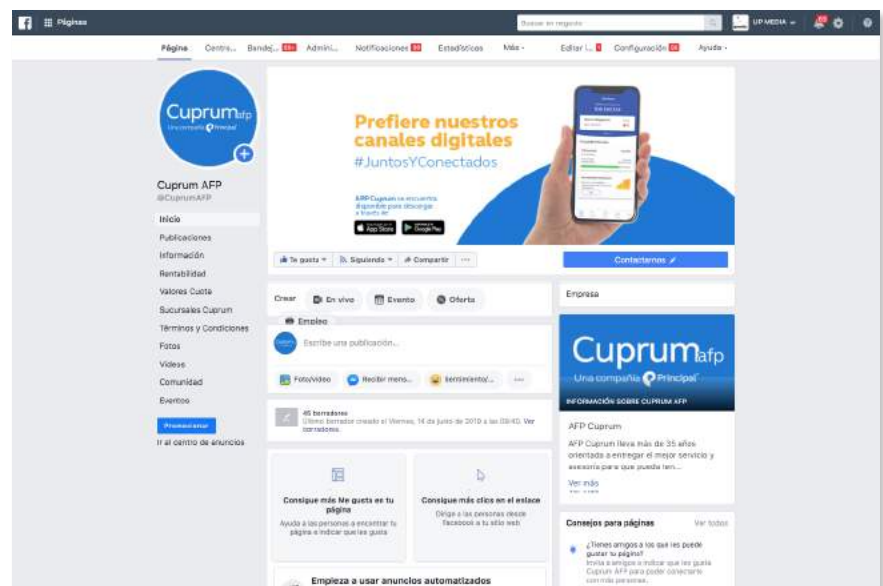 Páginas
Buscar en negocio
UP MEDIA
Página Centro... Bandej... 99+ Admini... Notificaciones Estadísticas Más Editar i... Configuración Ayuda
Cuprum afp
Una compañía Principal
Cuprum AFP
@CuprumAFP
Inicio
Publicaciones
Información
Rentabilidad
Valores Cuota
Sucursales Cuprum
Términos y Condiciones
Fotos
Videos
Comunidad
Eventos
Promocionar
Ir al centro de anuncios
Prefiere nuestros
canales digitales
#JuntosYConectados
APP Cuprum se encuentra
disponible para descargar
a través de:
App Store Google Play
Te gusta Siguiendo Compartir ...
Contactarnos
Crear En vivo Evento Oferta
Empleo
Escribe una publicación...
Foto/video Recibir mens... Sentimiento/... ...
46 borradores
Último borrador creado el Viernes, 14 de junio de 2019 a las 09:40. Ver
borradores.
Consigue más Me gusta en tu
página
Ayuda a las personas a encontrar tu
página e indicar que les gusta
Consigue más clics en el enlace
Dirige a las personas desde
Facebook a tu sitio web
Empieza a usar anuncios automatizados
Empresa
Cuprum afp
Una compañía Principal
INFORMACIÓN SOBRE CUPRUM AFP
AFP Cuprum
AFP Cuprum lleva más de 35 años
orientada a entregar el mejor servicio y
asesoría para que pueda ten...
Ver más
Consejos para páginas Ver todos
¿Tienes amigos a los que les puede
gustar tu página?
Invita a amigos a indicar que les gusta
Cuprum AFP para poder conectarte
con más personas.